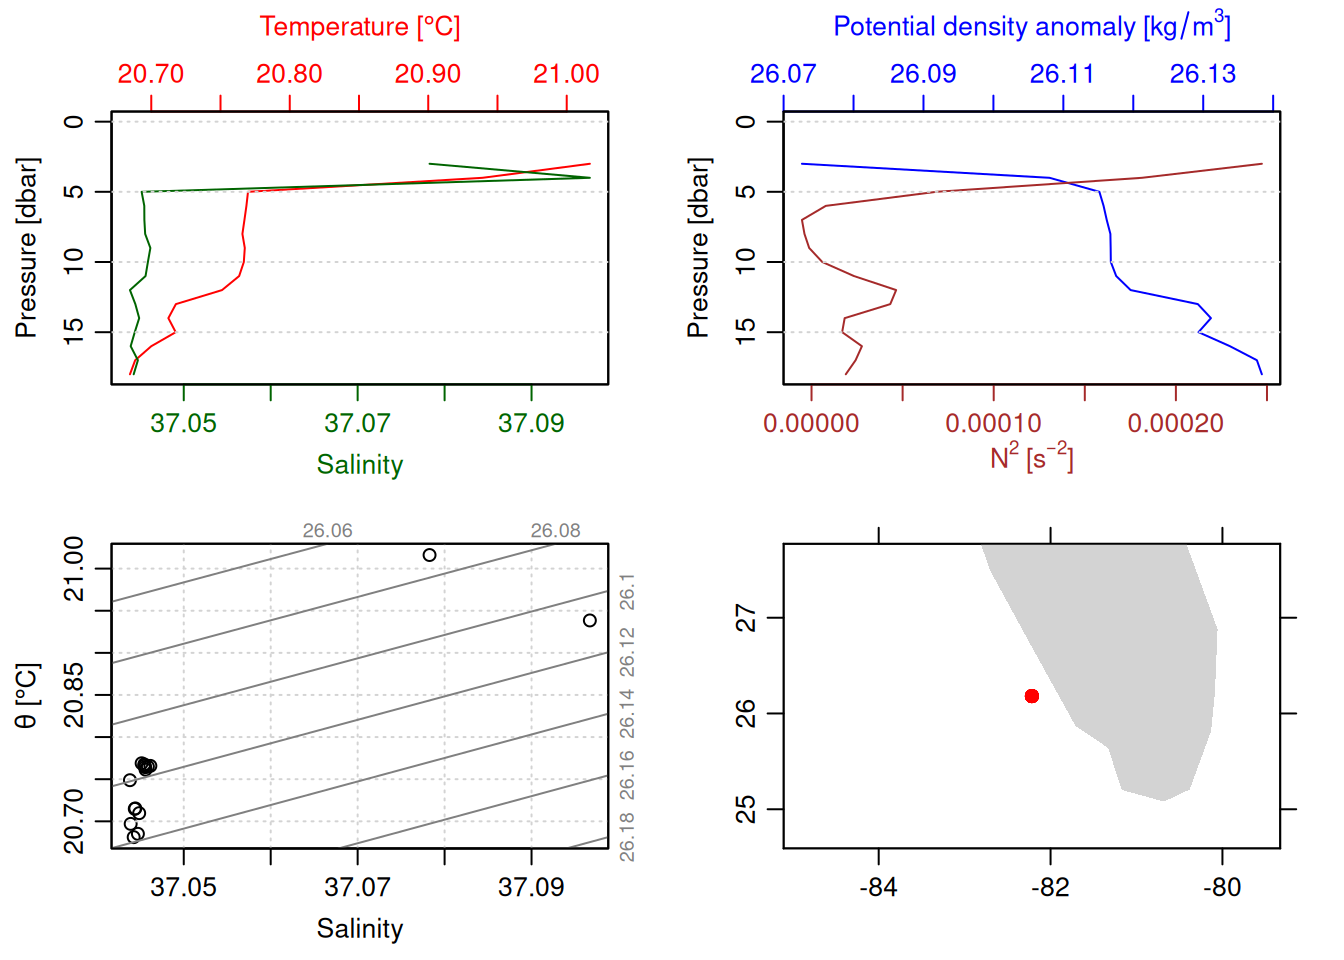 Temperature [°C]
20.70 20.80 20.90 21.00
Pressure [dbar]
0 5 10 15
37.05 37.07 37.09
Salinity
Potential density anomaly [kg/m³]
26.07 26.09 26.11 26.13
Pressure [dbar]
0 5 10 15
0.00000 0.00010 0.00020
N² [s⁻²]
26.06 26.08
26.1
26.12
26.14
26.16
26.18
θ [°C]
21.00
20.85
20.70
37.05 37.07 37.09
Salinity
27
26
25
-84 -82 -80